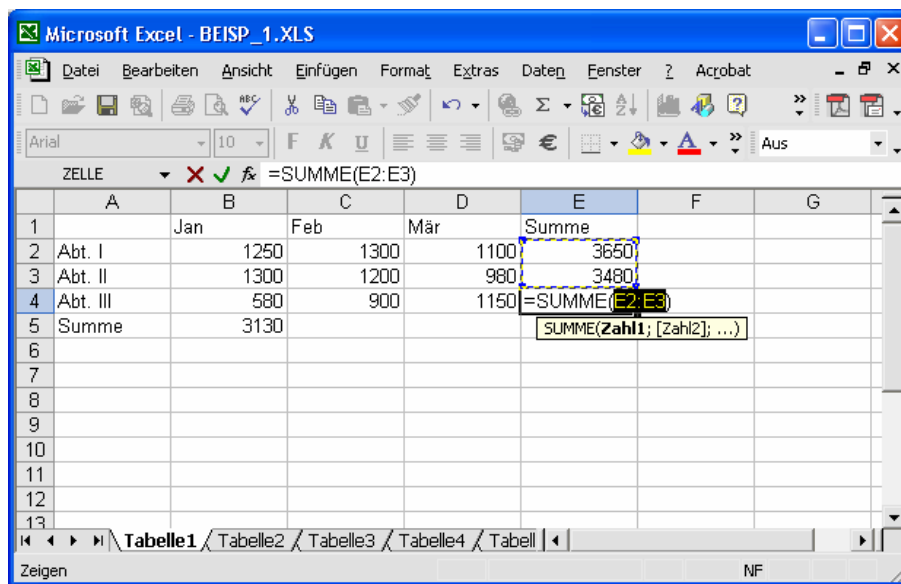 Microsoft Excel - BEISP_1.XLS
Datei Bearbeiten Ansicht Einfügen Format Extras Daten Fenster ? Acrobat
ABC Σ
Arial 10 F K U € A Aus
ZELLE fx =SUMME(E2:E3)
A B C D E F G
1 Jan Feb Mär Summe
2 Abt. I 1250 1300 1100 3650
3 Abt. II 1300 1200 980 3480
4 Abt. III 580 900 1150 =SUMME(E2:E3)
5 Summe 3130 SUMME(Zahl1; [Zahl2]; ...)
6
7
8
9
10
11
12
13
Tabelle1 Tabelle2 Tabelle3 Tabelle4 Tabell
Zeigen NF